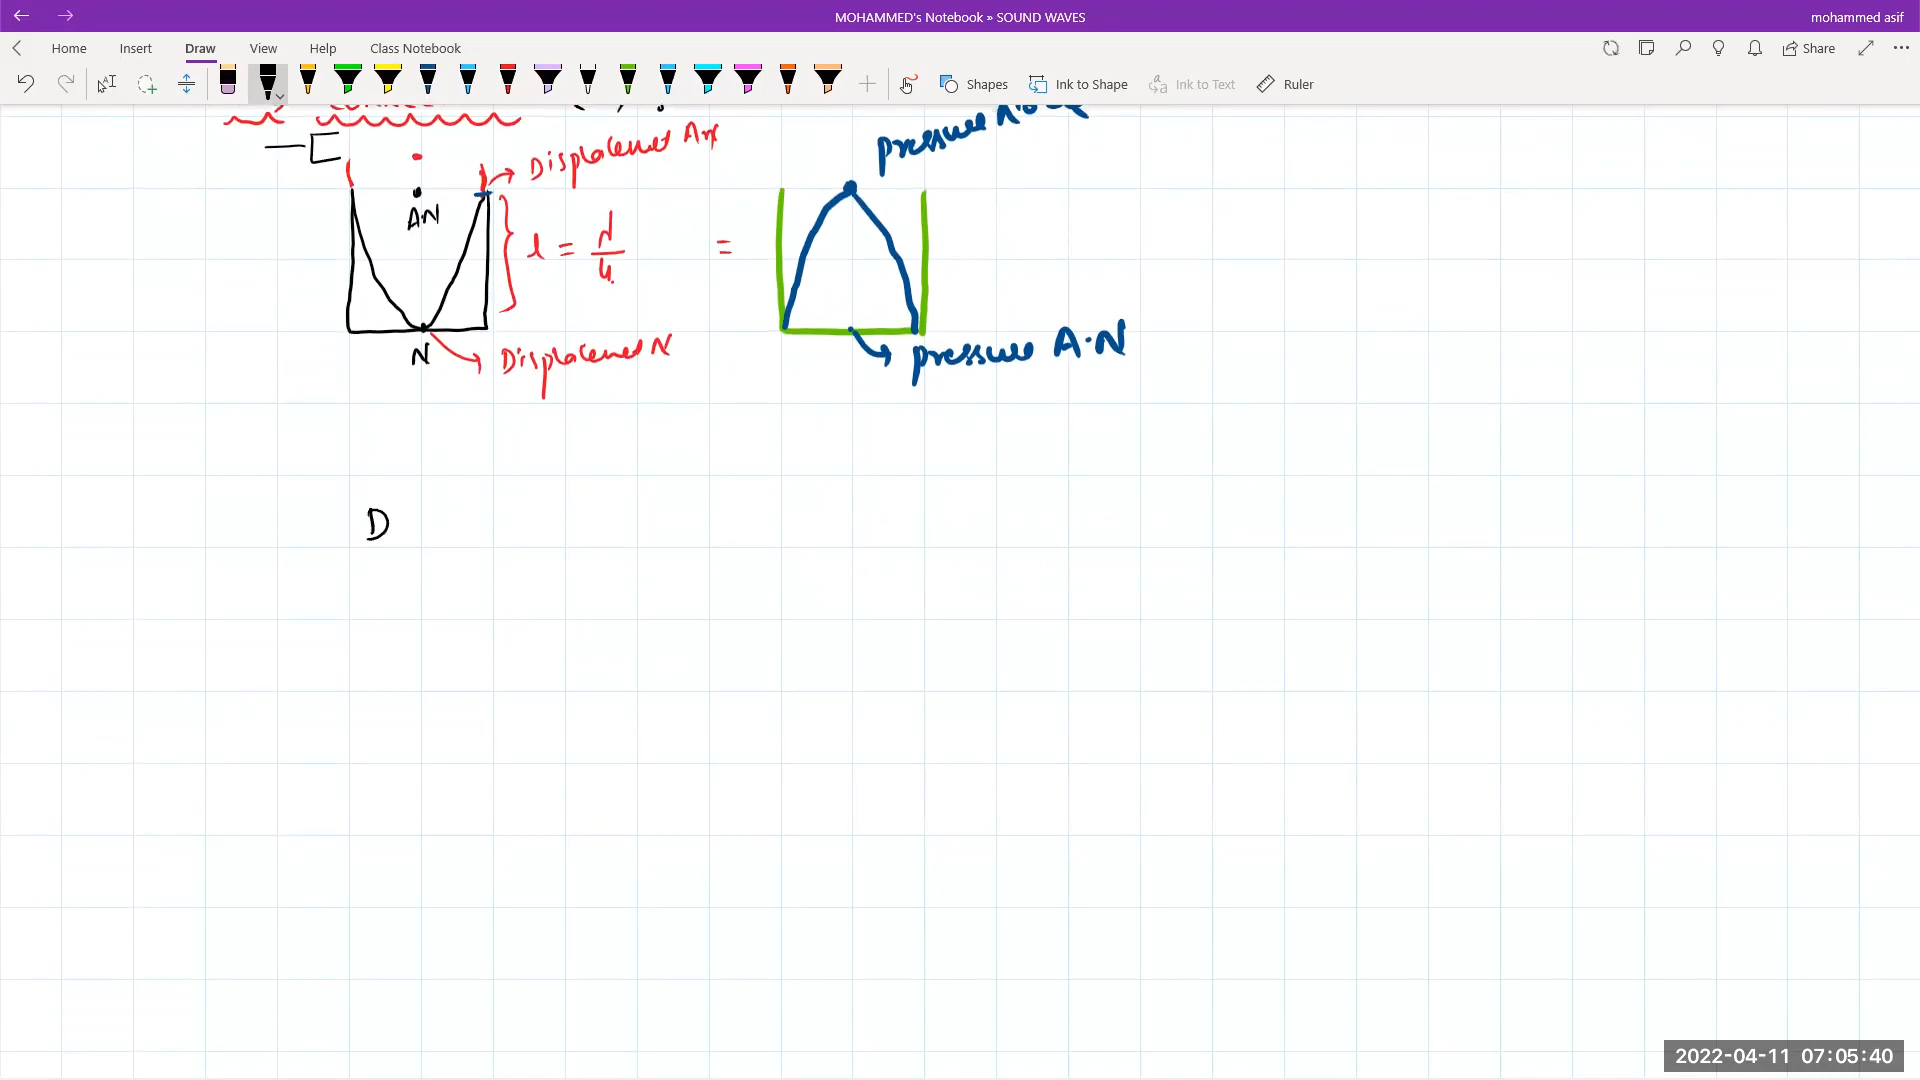 MOHAMMED's Notebook » SOUND WAVES
mohammed asif
Home Insert Draw View Help Class Notebook
Share
Shapes Ink to Shape Ink to Text Ruler
pressure
Displacement AN
A·N
l = λ/4
=
N
Displacement N
pressure A·N
D
2022-04-11 07:05:40